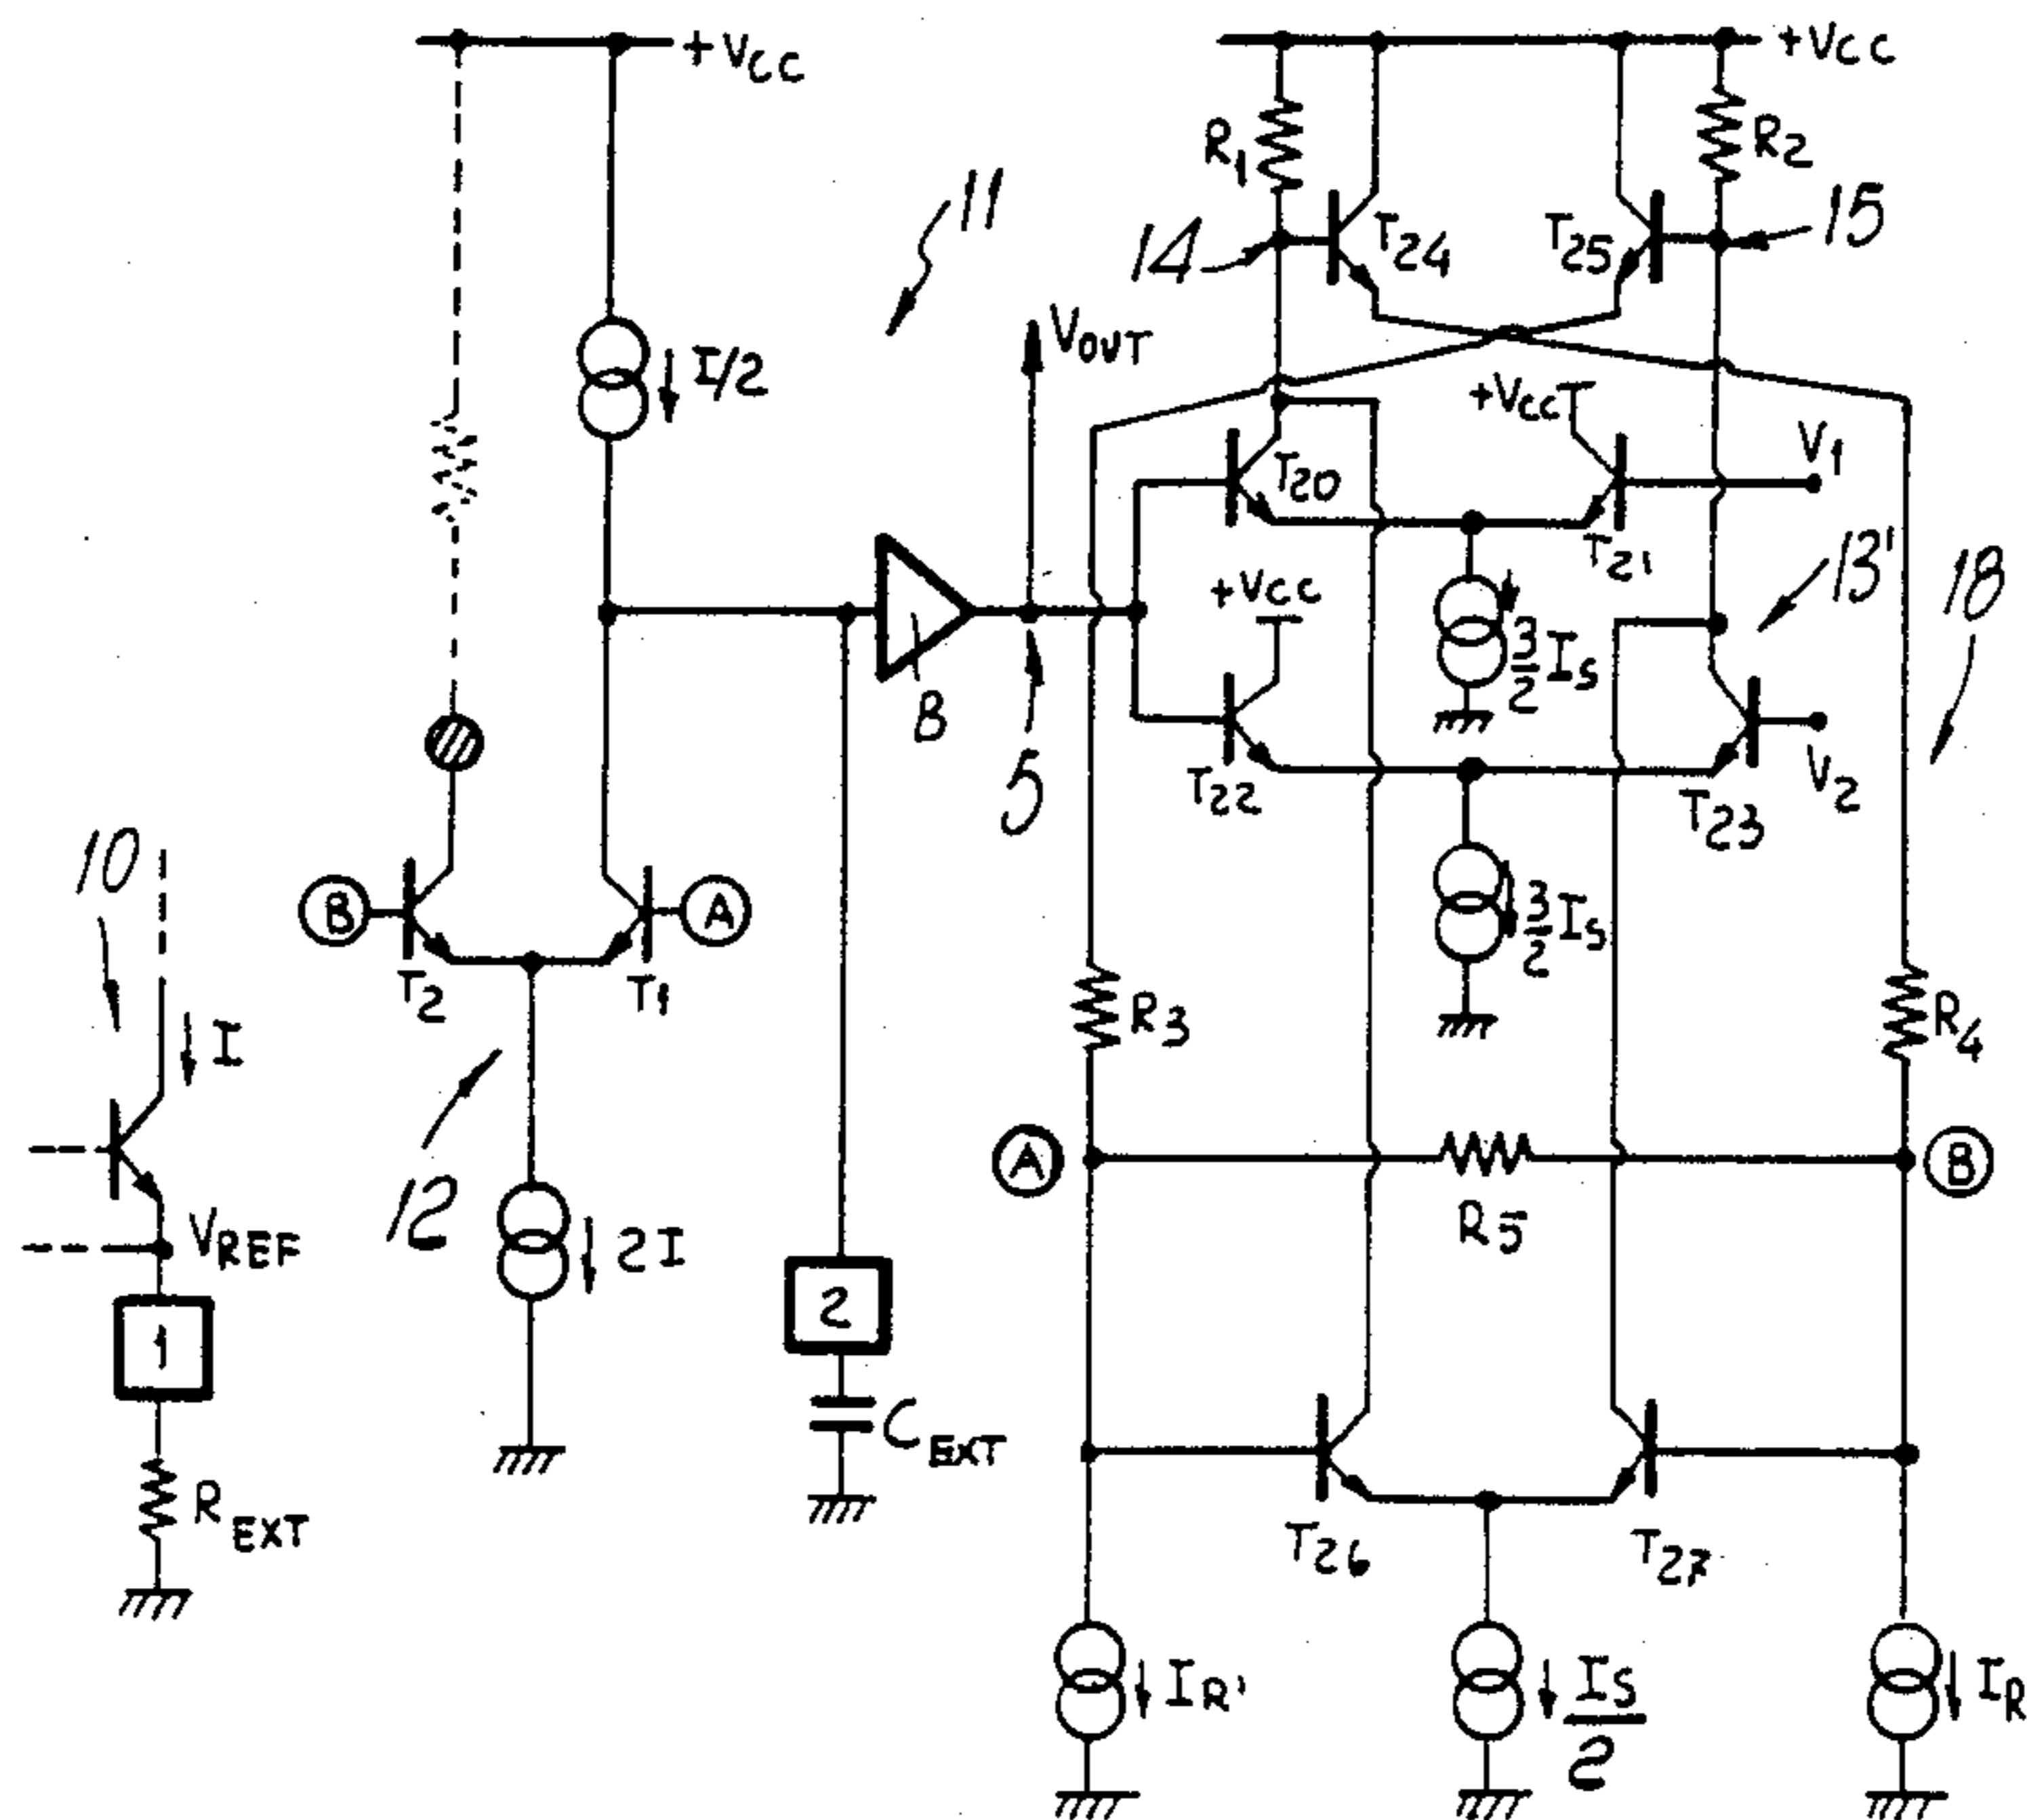 +VCC
+VCC
R1
R2
11
T24
T25
15
14
VOUT
I/2
+VCC
V1
T20
T21
13'
18
+VCC
3/2 IS
B
5
T22
V2
T23
10
B
A
3/2 IS
T2
T1
R3
R4
I
12
A
B
VREF
2I
R5
1
2
CEXT
REXT
T26
T27
IR'
IS/2
IR